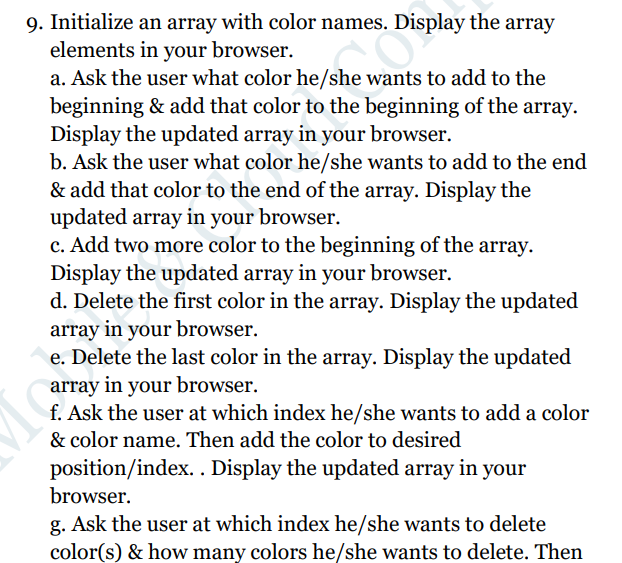 9. Initialize an array with color names. Display the array
elements in your browser.
a. Ask the user what color he/she wants to add to the
beginning & add that color to the beginning of the array.
Display the updated array in your browser.
b. Ask the user what color he/she wants to add to the end
& add that color to the end of the array. Display the
updated array in your browser.
c. Add two more color to the beginning of the array.
Display the updated array in your browser.
d. Delete the first color in the array. Display the updated
array in your browser.
e. Delete the last color in the array. Display the updated
array in your browser.
f. Ask the user at which index he/she wants to add a color
& color name. Then add the color to desired
position/index. . Display the updated array in your
browser.
g. Ask the user at which index he/she wants to delete
color(s) & how many colors he/she wants to delete. Then
Mobile & Cloud Comp